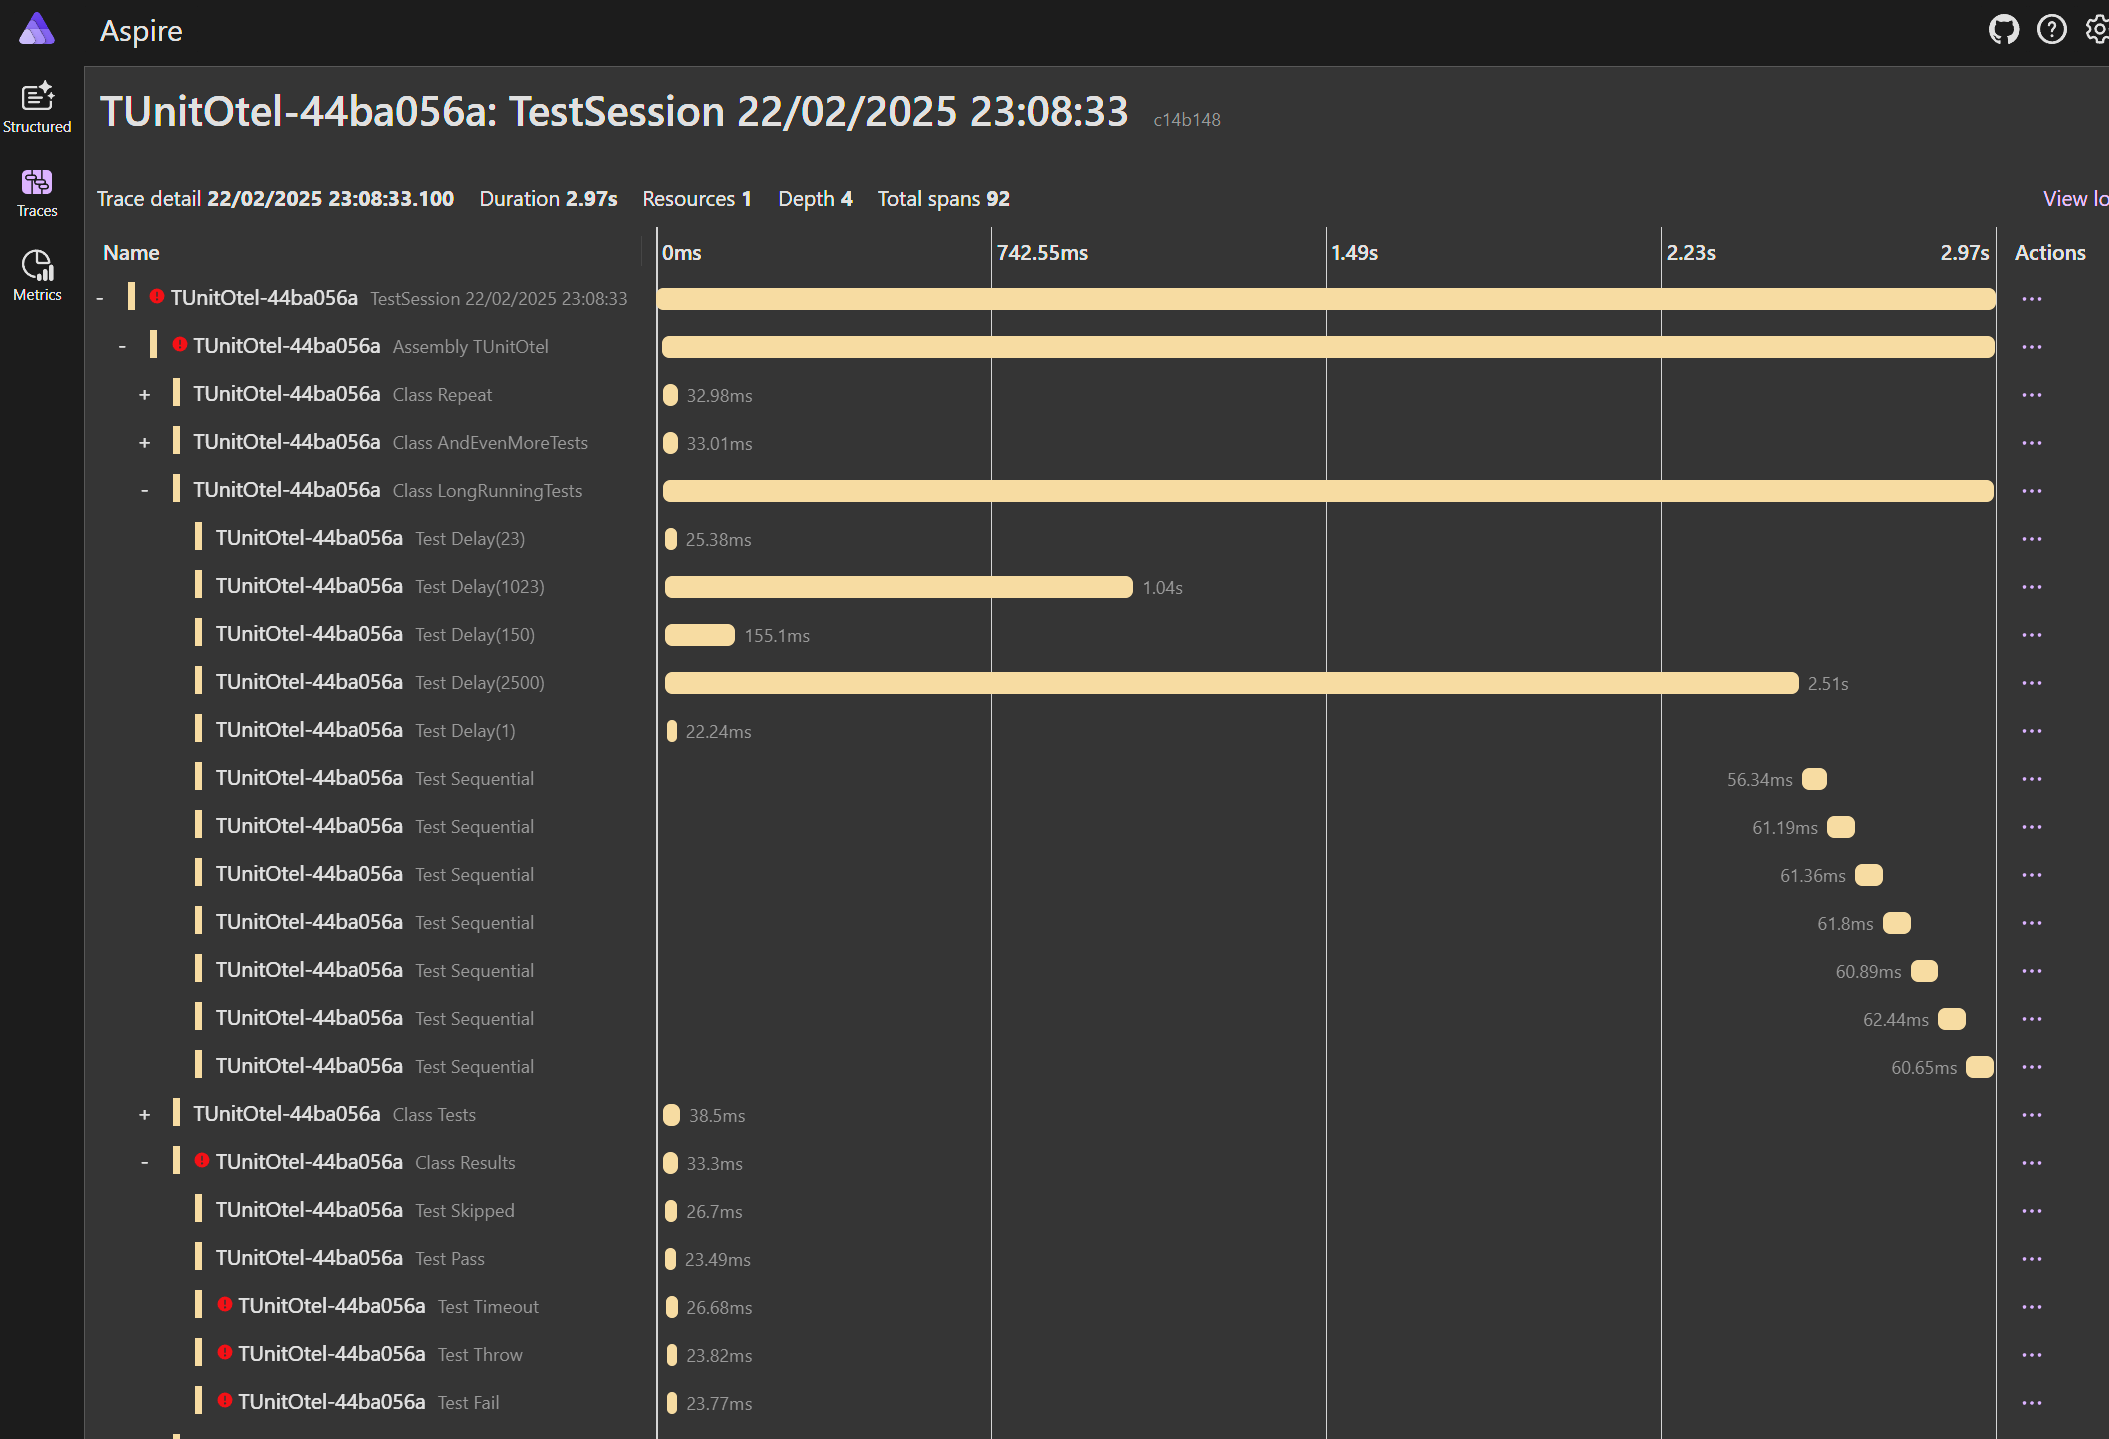 Aspire
Structured
Traces
Metrics
TUnitOtel-44ba056a: TestSession 22/02/2025 23:08:33 c14b148
Trace detail 22/02/2025 23:08:33.100 Duration 2.97s Resources 1 Depth 4 Total spans 92 View lo
Name 0ms 742.55ms 1.49s 2.23s 2.97s Actions
- TUnitOtel-44ba056a TestSession 22/02/2025 23:08:33 ...
- TUnitOtel-44ba056a Assembly TUnitOtel ...
+ TUnitOtel-44ba056a Class Repeat 32.98ms ...
+ TUnitOtel-44ba056a Class AndEvenMoreTests 33.01ms ...
- TUnitOtel-44ba056a Class LongRunningTests ...
TUnitOtel-44ba056a Test Delay(23) 25.38ms ...
TUnitOtel-44ba056a Test Delay(1023) 1.04s ...
TUnitOtel-44ba056a Test Delay(150) 155.1ms ...
TUnitOtel-44ba056a Test Delay(2500) 2.51s ...
TUnitOtel-44ba056a Test Delay(1) 22.24ms ...
TUnitOtel-44ba056a Test Sequential 56.34ms ...
TUnitOtel-44ba056a Test Sequential 61.19ms ...
TUnitOtel-44ba056a Test Sequential 61.36ms ...
TUnitOtel-44ba056a Test Sequential 61.8ms ...
TUnitOtel-44ba056a Test Sequential 60.89ms ...
TUnitOtel-44ba056a Test Sequential 62.44ms ...
TUnitOtel-44ba056a Test Sequential 60.65ms ...
+ TUnitOtel-44ba056a Class Tests 38.5ms ...
- TUnitOtel-44ba056a Class Results 33.3ms ...
TUnitOtel-44ba056a Test Skipped 26.7ms ...
TUnitOtel-44ba056a Test Pass 23.49ms ...
TUnitOtel-44ba056a Test Timeout 26.68ms ...
TUnitOtel-44ba056a Test Throw 23.82ms ...
TUnitOtel-44ba056a Test Fail 23.77ms ...